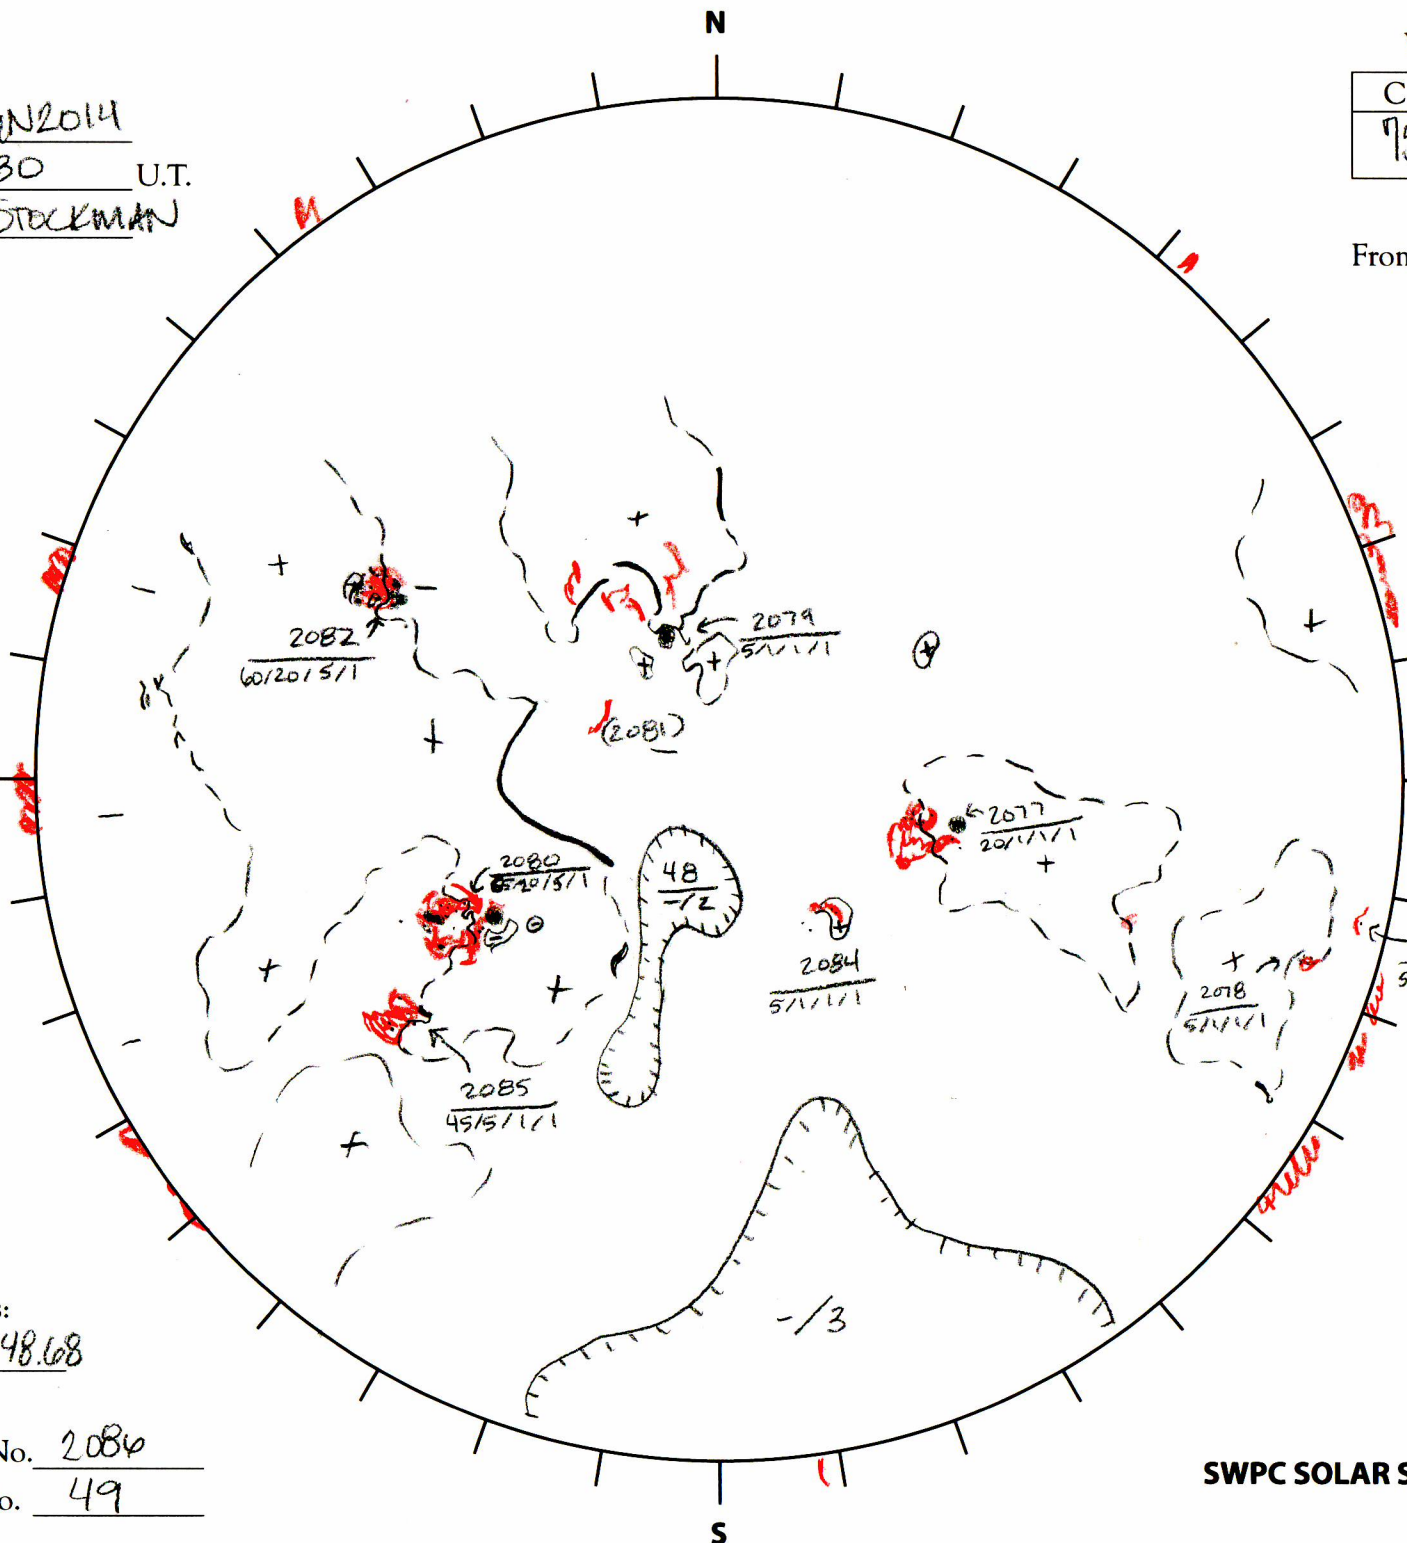 N
N2014
30 U.T.
STOCKMAN
C
From
+
+
2082
60/20/5/1
2079
5/1/1/1
+
+
+
+
(2081)
+
2077
20/1/1/1
+
2080
48
-/2
+
+
2084
5/1/1/1
+
2078
5/1/1/1
2085
45/5/1/1
+
-/3
s:
48.68
No. 2086
o. 49
SWPC SOLAR S
S